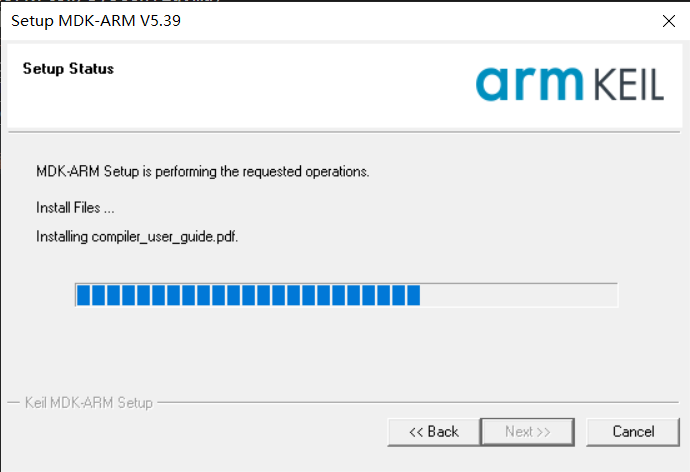 Setup MDK-ARM V5.39
Setup Status
arm KEIL
MDK-ARM Setup is performing the requested operations.
Install Files ...
Installing compiler_user_guide.pdf.
Keil MDK-ARM Setup
<< Back
Next >>
Cancel